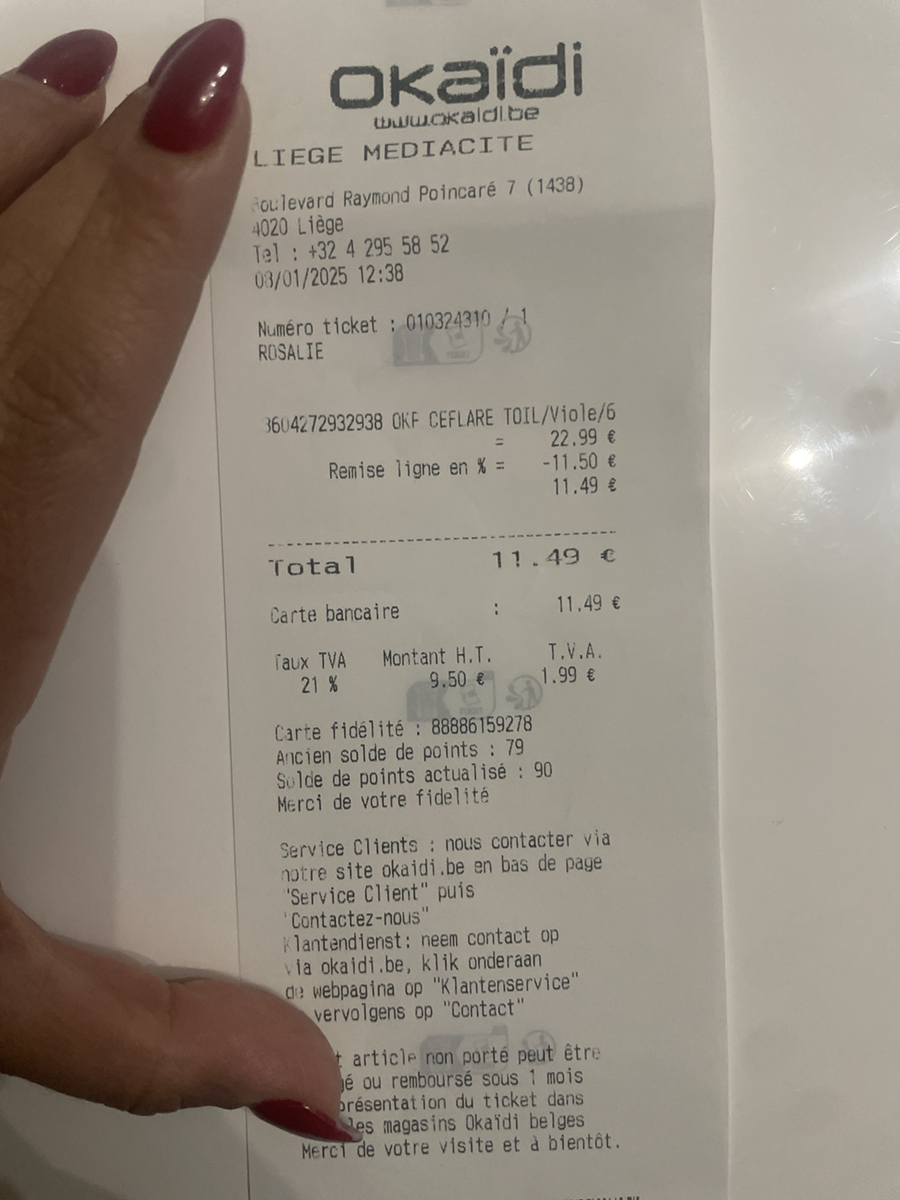 okaïdi
www.okaidi.be
LIEGE MEDIACITE
Boulevard Raymond Poincaré 7 (1438)
4020 Liège
Tel : +32 4 295 58 52
08/01/2025 12:38
Numéro ticket : 010324310 / 1
ROSALIE
3604272932938 OKF CEFLARE TOIL/Viole/6
= 22.99 €
Remise ligne en % = -11.50 €
11.49 €
Total 11.49 €
Carte bancaire : 11.49 €
Taux TVA Montant H.T. T.V.A.
21 % 9.50 € 1.99 €
Carte fidélité : 88886159278
Ancien solde de points : 79
Solde de points actualisé : 90
Merci de votre fidelité
Service Clients : nous contacter via
notre site okaidi.be en bas de page
"Service Client" puis
"Contactez-nous"
Klantendienst: neem contact op
via okaidi.be, klik onderaan
de webpagina op "Klantenservice"
vervolgens op "Contact"
article non porté peut être
ou remboursé sous 1 mois
présentation du ticket dans
les magasins Okaïdi belges
Merci de votre visite et à bientôt.